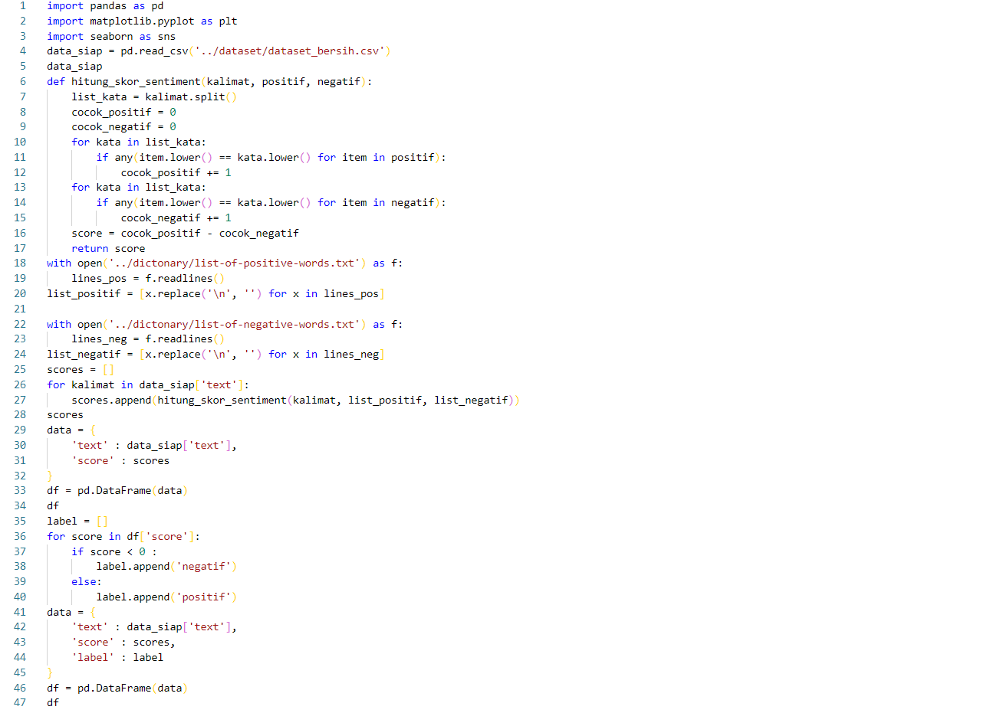 1 import pandas as pd
2 import matplotlib.pyplot as plt
3 import seaborn as sns
4 data_siap = pd.read_csv('../dataset/dataset_bersih.csv')
5 data_siap
6 def hitung_skor_sentiment(kalimat, positif, negatif):
7     list_kata = kalimat.split()
8     cocok_positif = 0
9     cocok_negatif = 0
10     for kata in list_kata:
11         if any(item.lower() == kata.lower() for item in positif):
12             cocok_positif += 1
13     for kata in list_kata:
14         if any(item.lower() == kata.lower() for item in negatif):
15             cocok_negatif += 1
16     score = cocok_positif - cocok_negatif
17     return score
18 with open('../dictonary/list-of-positive-words.txt') as f:
19     lines_pos = f.readlines()
20 list_positif = [x.replace('\n', '') for x in lines_pos]
21
22 with open('../dictonary/list-of-negative-words.txt') as f:
23     lines_neg = f.readlines()
24 list_negatif = [x.replace('\n', '') for x in lines_neg]
25 scores = []
26 for kalimat in data_siap['text']:
27     scores.append(hitung_skor_sentiment(kalimat, list_positif, list_negatif))
28 scores
29 data = {
30     'text' : data_siap['text'],
31     'score' : scores
32 }
33 df = pd.DataFrame(data)
34 df
35 label = []
36 for score in df['score']:
37     if score < 0 :
38         label.append('negatif')
39     else:
40         label.append('positif')
41 data = {
42     'text' : data_siap['text'],
43     'score' : scores,
44     'label' : label
45 }
46 df = pd.DataFrame(data)
47 df